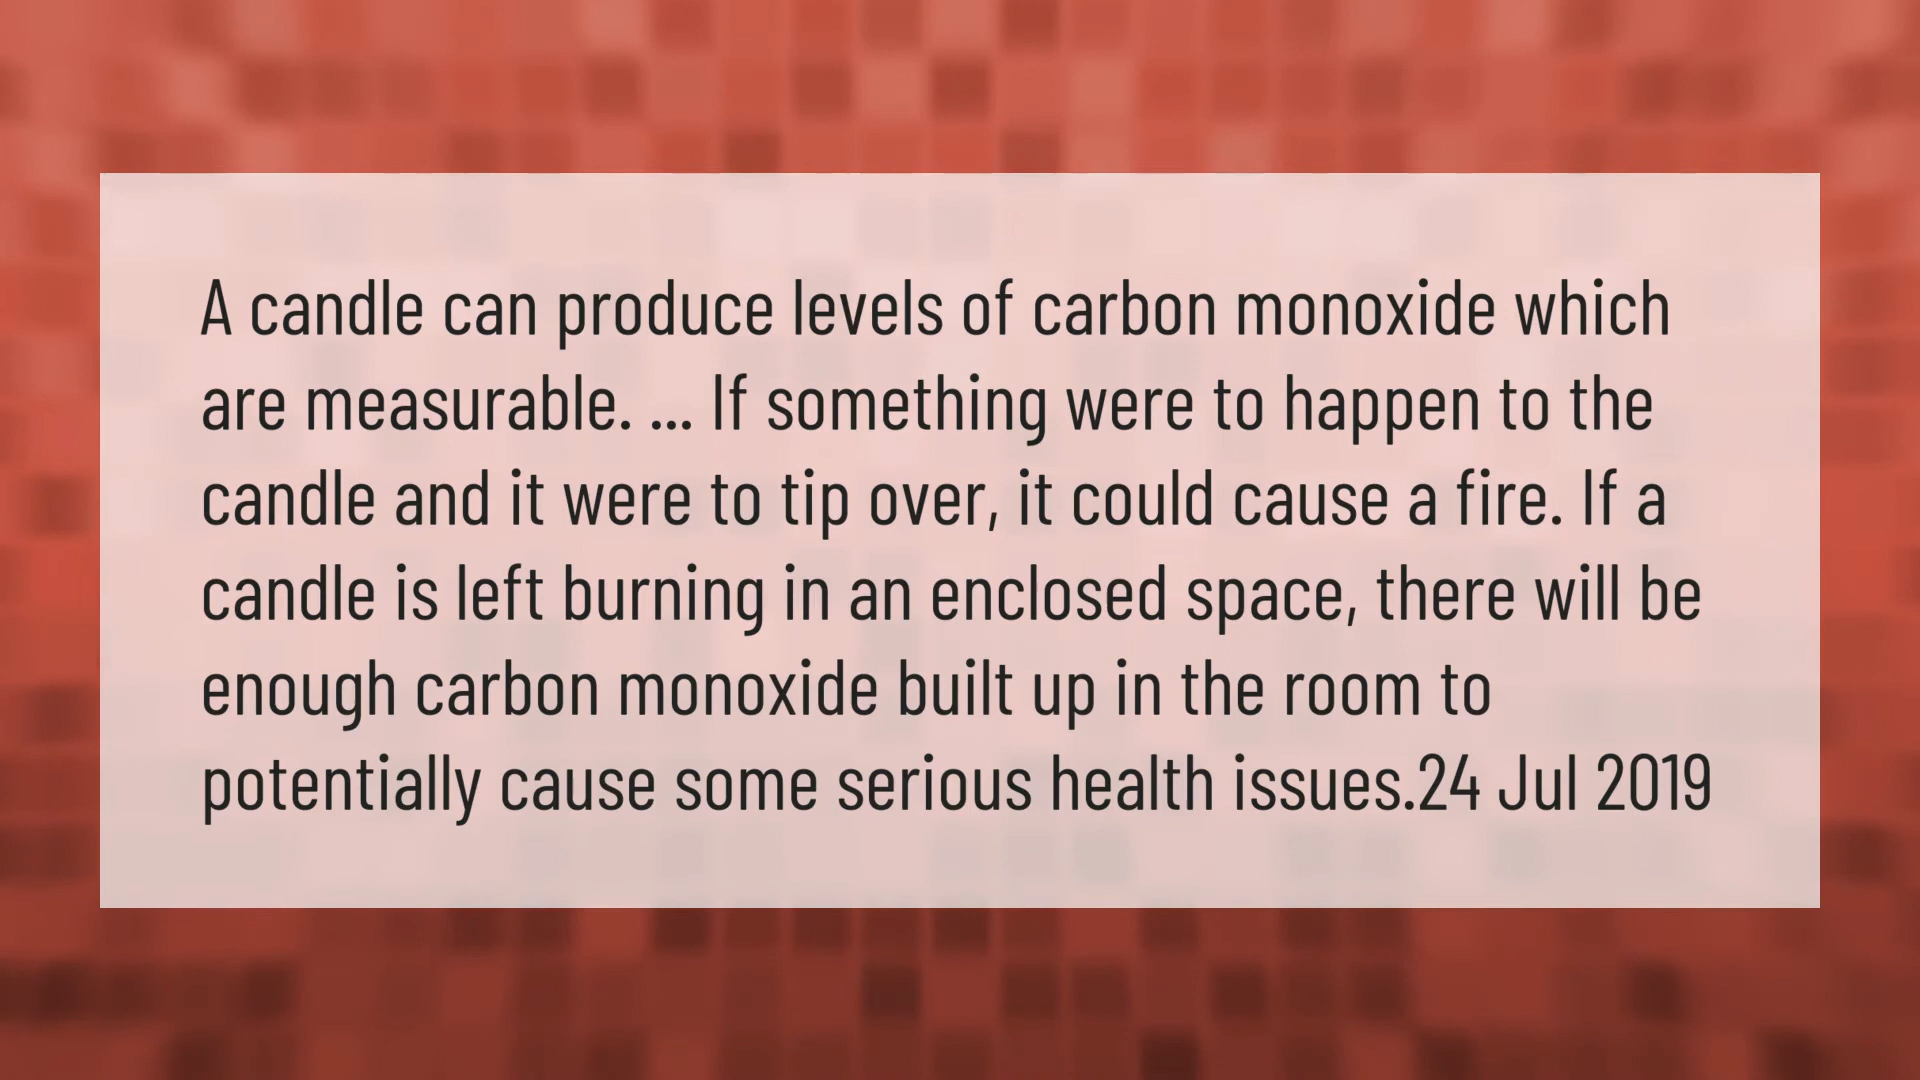 A candle can produce levels of carbon monoxide which
are measurable. ... If something were to happen to the
candle and it were to tip over, it could cause a fire. If a
candle is left burning in an enclosed space, there will be
enough carbon monoxide built up in the room to
potentially cause some serious health issues.24 Jul 2019